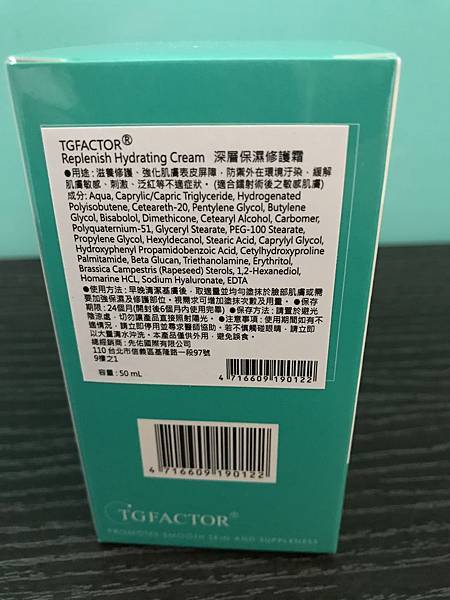 TGFACTOR®
Replenish Hydrating Cream 深層保濕修護霜
●用途：滋養修護、強化肌膚表皮屏障，防禦外在環境汙染、緩解
肌膚敏感、刺激、泛紅等不適症狀。(適合鐳射術後之敏感肌膚)
成分: Aqua, Caprylic/Capric Triglyceride, Hydrogenated
Polyisobutene, Ceteareth-20, Pentylene Glycol, Butylene
Glycol, Bisabolol, Dimethicone, Cetearyl Alcohol, Carbomer,
Polyquaternium-51, Glyceryl Stearate, PEG-100 Stearate,
Propylene Glycol, Hexyldecanol, Stearic Acid, Caprylyl Glycol,
Hydroxyphenyl Propamidobenzoic Acid, Cetylhydroxyproline
Palmitamide, Beta Glucan, Triethanolamine, Erythritol,
Brassica Campestris (Rapeseed) Sterols, 1,2-Hexanediol,
Homarine HCL, Sodium Hyaluronate, EDTA
●使用方法：早晚清潔基膚後，取適量並均勻塗抹於臉部肌膚或需
要加強保濕及修護部位。視需求可增加塗抹次數及用量。●保存
期限：24個月(開封後6個月內使用完畢) ●保存方法：請置於避光
陰涼處，切勿讓產品直接照射陽光。●注意事項：使用期間如有不
適情況，請立即停用並尋求醫師協助。若不慎觸碰眼睛，請立即
以大量清水沖洗。本產品僅供外用，避免誤食。
總經銷商：先佑國際有限公司
110 台北市信義區基隆路一段97號
9樓之1
容量：50 mL
4 716609 190122
4 716609 190122
TGFACTOR®
PROMOTES SMOOTH SKIN AND SUPPLENESS